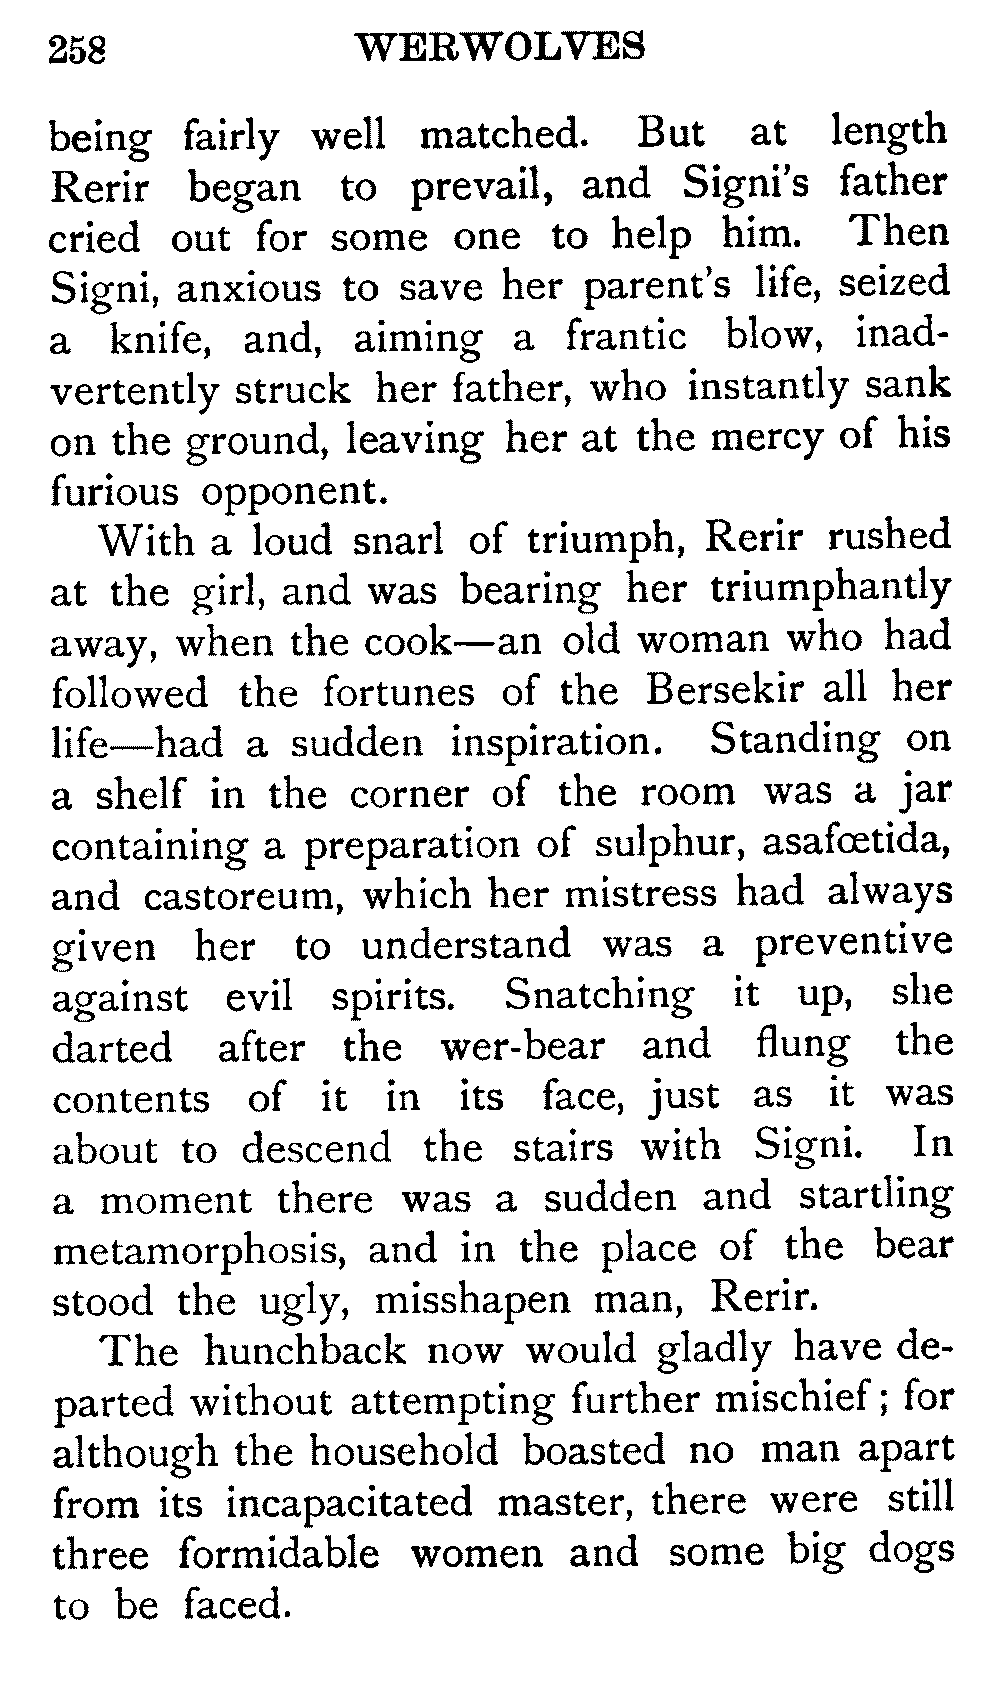 258 WERWOLVES
being fairly well matched. But at length
Rerir began to prevail, and Signi's father
cried out for some one to help him. Then
Signi, anxious to save her parent's life, seized
a knife, and, aiming a frantic blow, inad-
vertently struck her father, who instantly sank
on the ground, leaving her at the mercy of his
furious opponent.
With a loud snarl of triumph, Rerir rushed
at the girl, and was bearing her triumphantly
away, when the cook—an old woman who had
followed the fortunes of the Bersekir all her
life—had a sudden inspiration. Standing on
a shelf in the corner of the room was a jar
containing a preparation of sulphur, asafœtida,
and castoreum, which her mistress had always
given her to understand was a preventive
against evil spirits. Snatching it up, she
darted after the wer-bear and flung the
contents of it in its face, just as it was
about to descend the stairs with Signi. In
a moment there was a sudden and startling
metamorphosis, and in the place of the bear
stood the ugly, misshapen man, Rerir.
The hunchback now would gladly have de-
parted without attempting further mischief; for
although the household boasted no man apart
from its incapacitated master, there were still
three formidable women and some big dogs
to be faced.